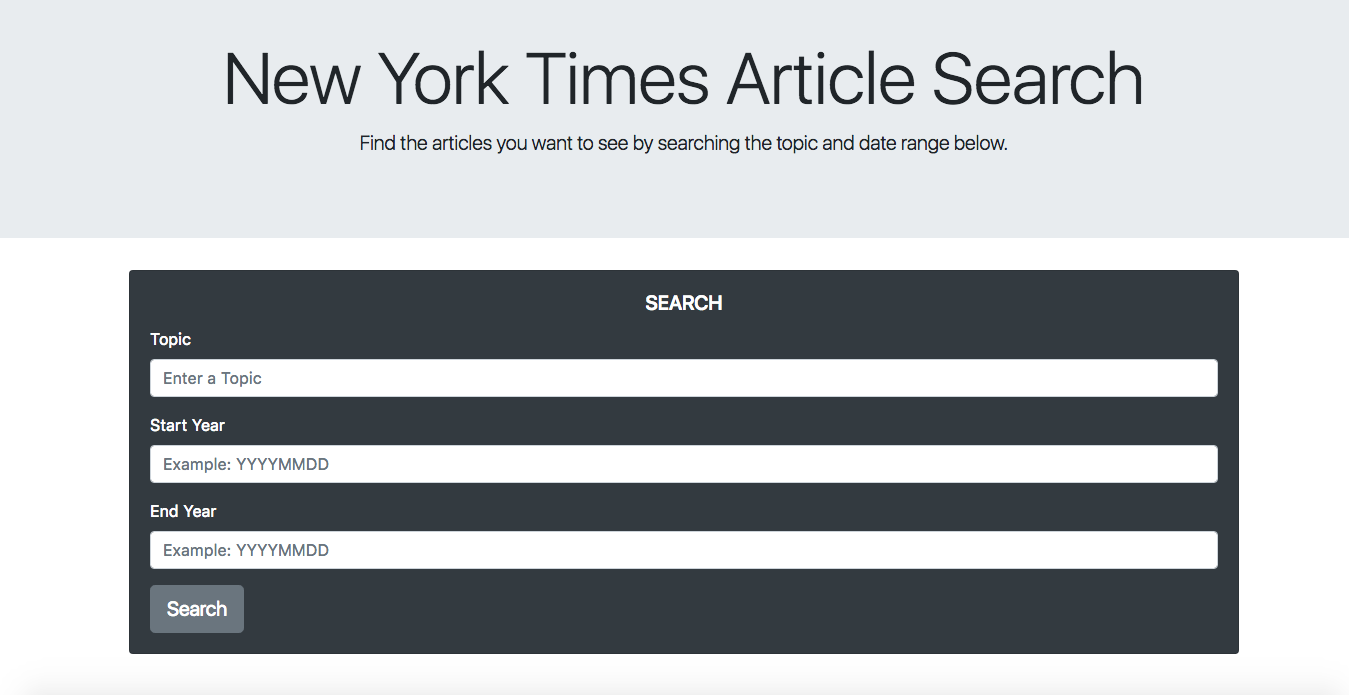 New York Times Article Search
Find the articles you want to see by searching the topic and date range below.
SEARCH
Topic
Enter a Topic
Start Year
Example: YYYYMMDD
End Year
Example: YYYYMMDD
Search